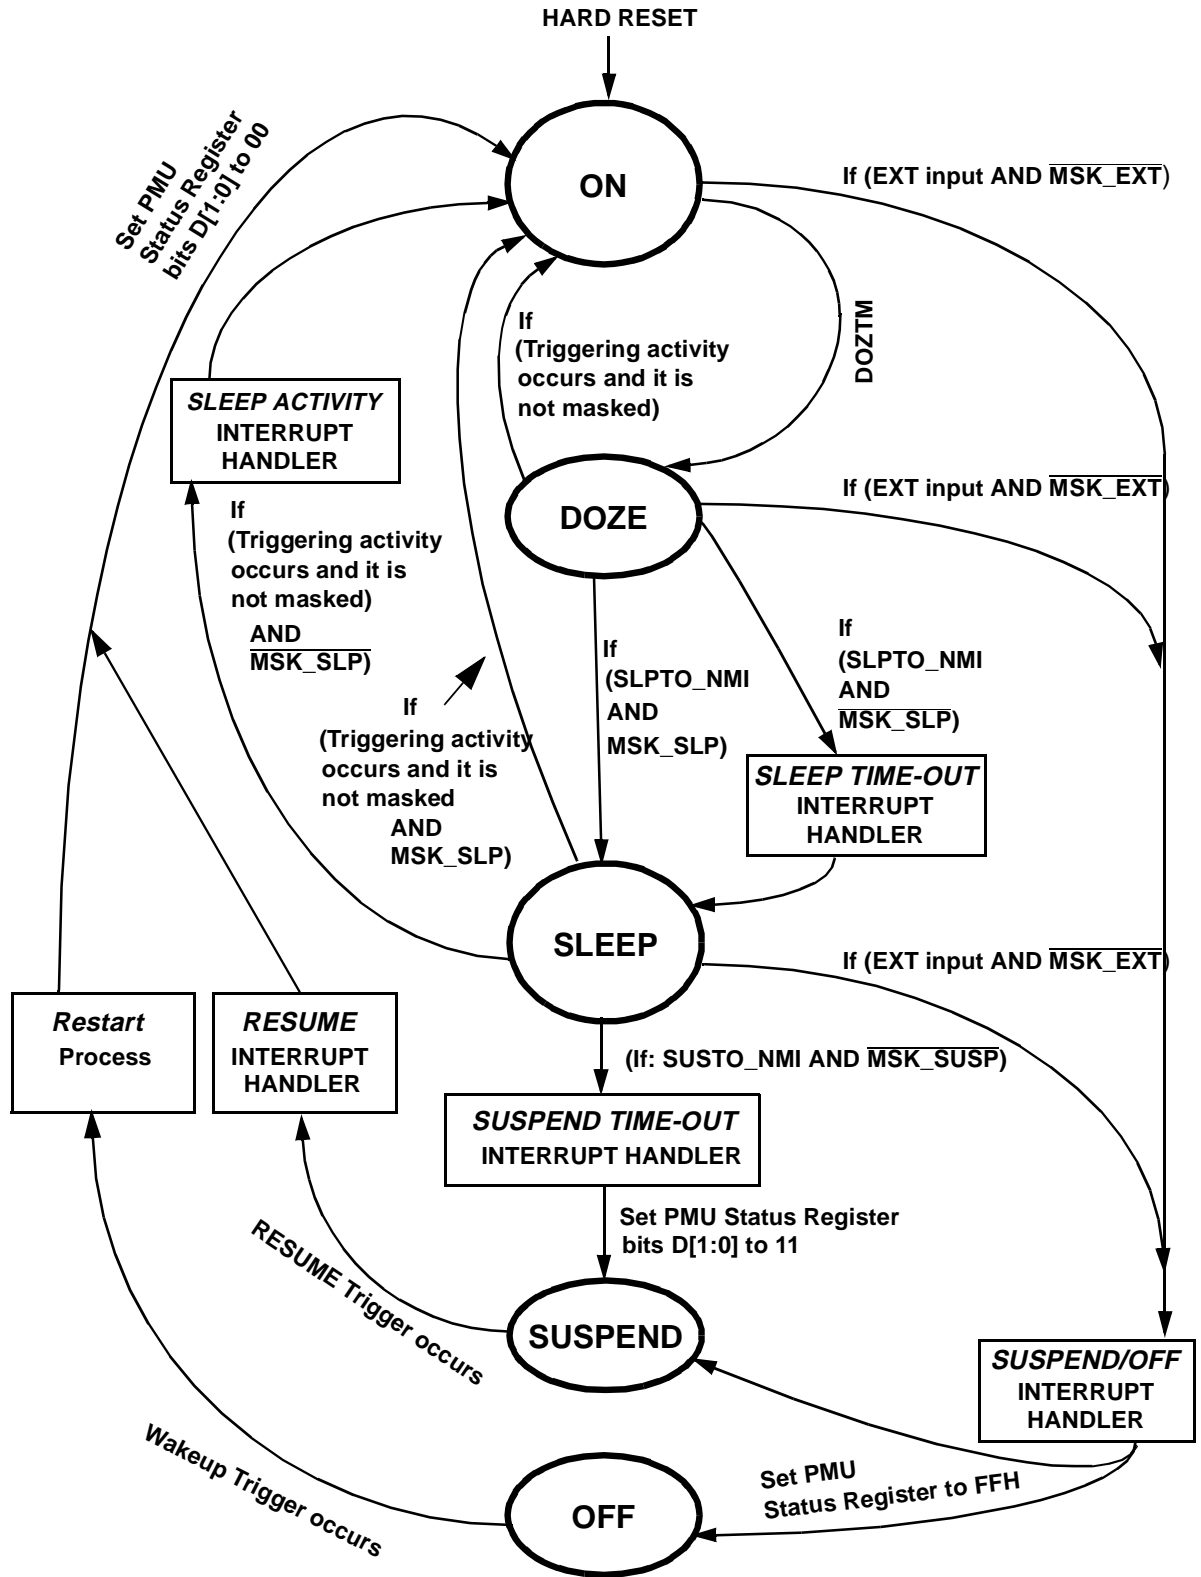 HARD RESET
Set PMU
Status Register
bits D[1:0] to 00
ON
If (EXT input AND MSK_EXT)
If
(Triggering activity
occurs and it is
not masked)
DOZTM
SLEEP ACTIVITY
INTERRUPT
HANDLER
DOZE
If (EXT input AND MSK_EXT)
If
(Triggering activity
occurs and it is
not masked)
AND
MSK_SLP)
If
(SLPTO_NMI
AND
MSK_SLP)
If
(SLPTO_NMI
AND
MSK_SLP)
If
(Triggering activity
occurs and it is
not masked
AND
MSK_SLP)
SLEEP TIME-OUT
INTERRUPT
HANDLER
SLEEP
If (EXT input AND MSK_EXT)
Restart
Process
RESUME
INTERRUPT
HANDLER
(If: SUSTO_NMI AND MSK_SUSP)
SUSPEND TIME-OUT
INTERRUPT HANDLER
Set PMU Status Register
bits D[1:0] to 11
RESUME Trigger occurs
SUSPEND
SUSPEND/OFF
INTERRUPT
HANDLER
Wakeup Trigger occurs
Set PMU
Status Register to FFH
OFF